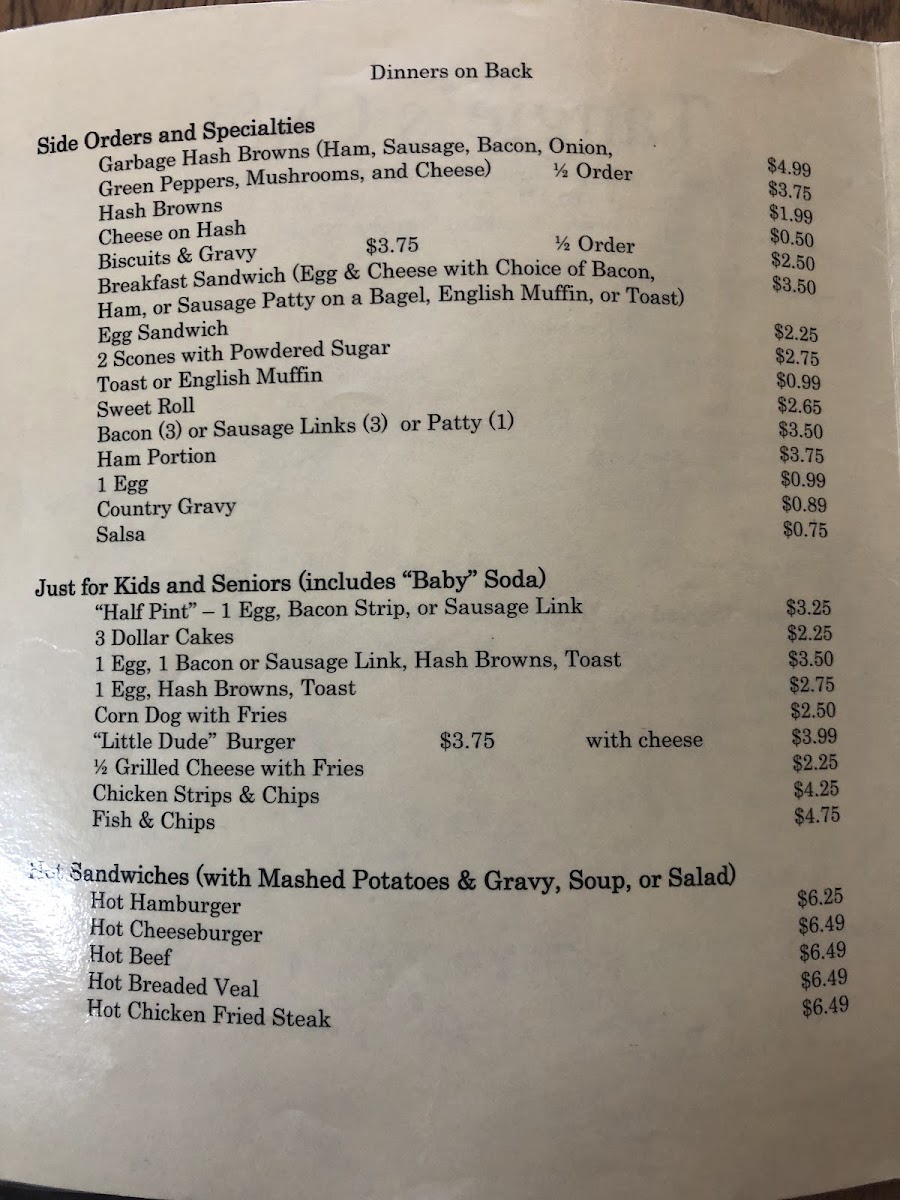 Dinners on Back
Side Orders and Specialties
Garbage Hash Browns (Ham, Sausage, Bacon, Onion, $4.99
Green Peppers, Mushrooms, and Cheese) ½ Order $3.75
Hash Browns $1.99
Cheese on Hash $0.50
Biscuits & Gravy $3.75 ½ Order $2.50
Breakfast Sandwich (Egg & Cheese with Choice of Bacon, $3.50
Ham, or Sausage Patty on a Bagel, English Muffin, or Toast)
Egg Sandwich $2.25
2 Scones with Powdered Sugar $2.75
Toast or English Muffin $0.99
Sweet Roll $2.65
Bacon (3) or Sausage Links (3) or Patty (1) $3.50
Ham Portion $3.75
1 Egg $0.99
Country Gravy $0.89
Salsa $0.75
Just for Kids and Seniors (includes “Baby” Soda)
“Half Pint” – 1 Egg, Bacon Strip, or Sausage Link $3.25
3 Dollar Cakes $2.25
1 Egg, 1 Bacon or Sausage Link, Hash Browns, Toast $3.50
1 Egg, Hash Browns, Toast $2.75
Corn Dog with Fries $2.50
“Little Dude” Burger $3.75 with cheese $3.99
½ Grilled Cheese with Fries $2.25
Chicken Strips & Chips $4.25
Fish & Chips $4.75
Hot Sandwiches (with Mashed Potatoes & Gravy, Soup, or Salad)
Hot Hamburger $6.25
Hot Cheeseburger $6.49
Hot Beef $6.49
Hot Breaded Veal $6.49
Hot Chicken Fried Steak $6.49